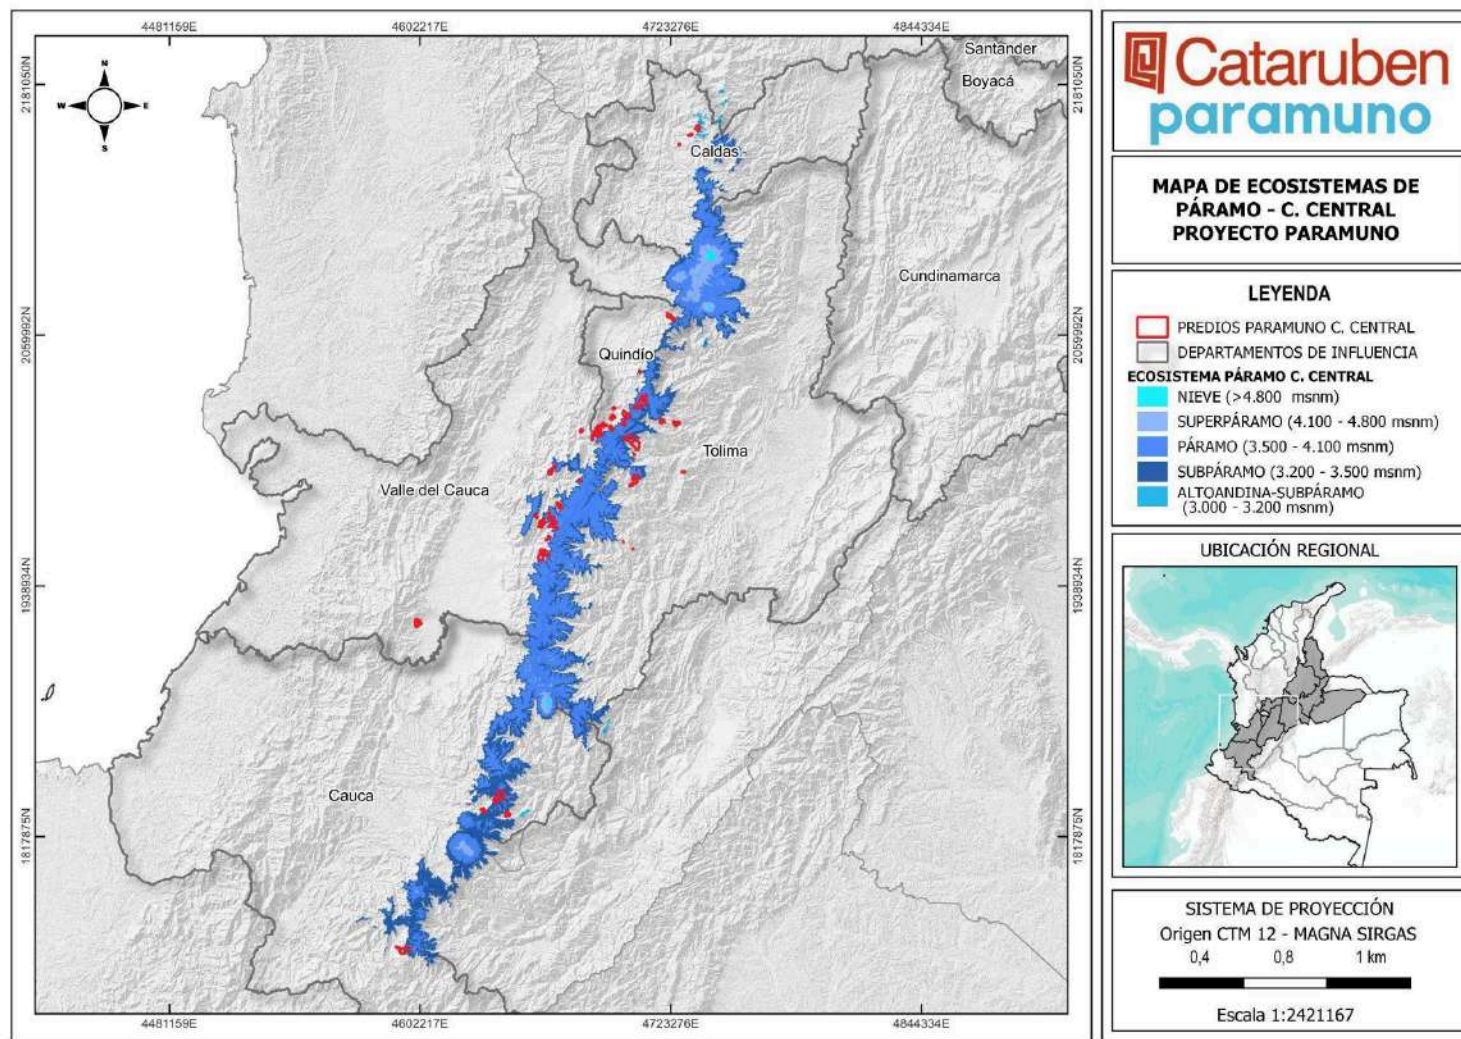 4481159E 4602217E 4723276E 4844334E
2181050N 2181050N
2059992N 2059992N
1938934N 1938934N
1817875N 1817875N
4481159E 4602217E 4723276E 4844334E
N
W E
S
Santander
Boyacá
Caldas
Cundinamarca
Quindío
Tolima
Valle del Cauca
Cauca
Cataruben
paramuno
MAPA DE ECOSISTEMAS DE
PÁRAMO - C. CENTRAL
PROYECTO PARAMUNO
LEYENDA
PREDIOS PARAMUNO C. CENTRAL
DEPARTAMENTOS DE INFLUENCIA
ECOSISTEMA PÁRAMO C. CENTRAL
NIEVE (>4.800 msnm)
SUPERPÁRAMO (4.100 - 4.800 msnm)
PÁRAMO (3.500 - 4.100 msnm)
SUBPÁRAMO (3.200 - 3.500 msnm)
ALTOANDINA-SUBPÁRAMO
(3.000 - 3.200 msnm)
UBICACIÓN REGIONAL
SISTEMA DE PROYECCIÓN
Origen CTM 12 - MAGNA SIRGAS
0,4 0,8 1 km
Escala 1:2421167